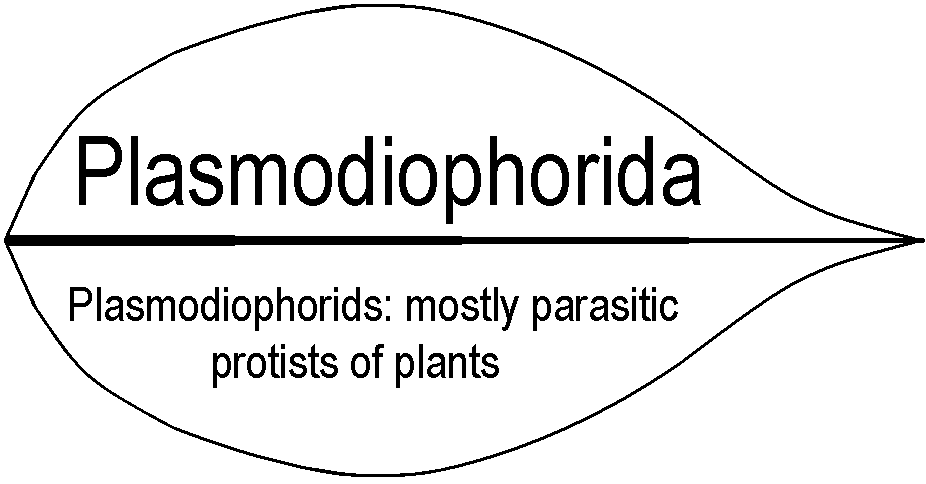 Plasmodiophorida
Plasmodiophorids: mostly parasitic
protists of plants